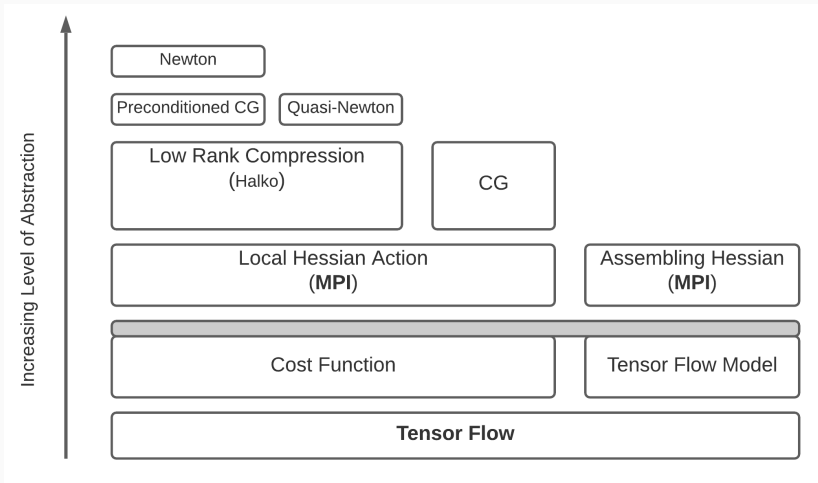 Increasing Level of Abstraction
Newton
Preconditioned CG
Quasi-Newton
Low Rank Compression
(Halko)
CG
Local Hessian Action
(MPI)
Assembling Hessian
(MPI)
Cost Function
Tensor Flow Model
Tensor Flow